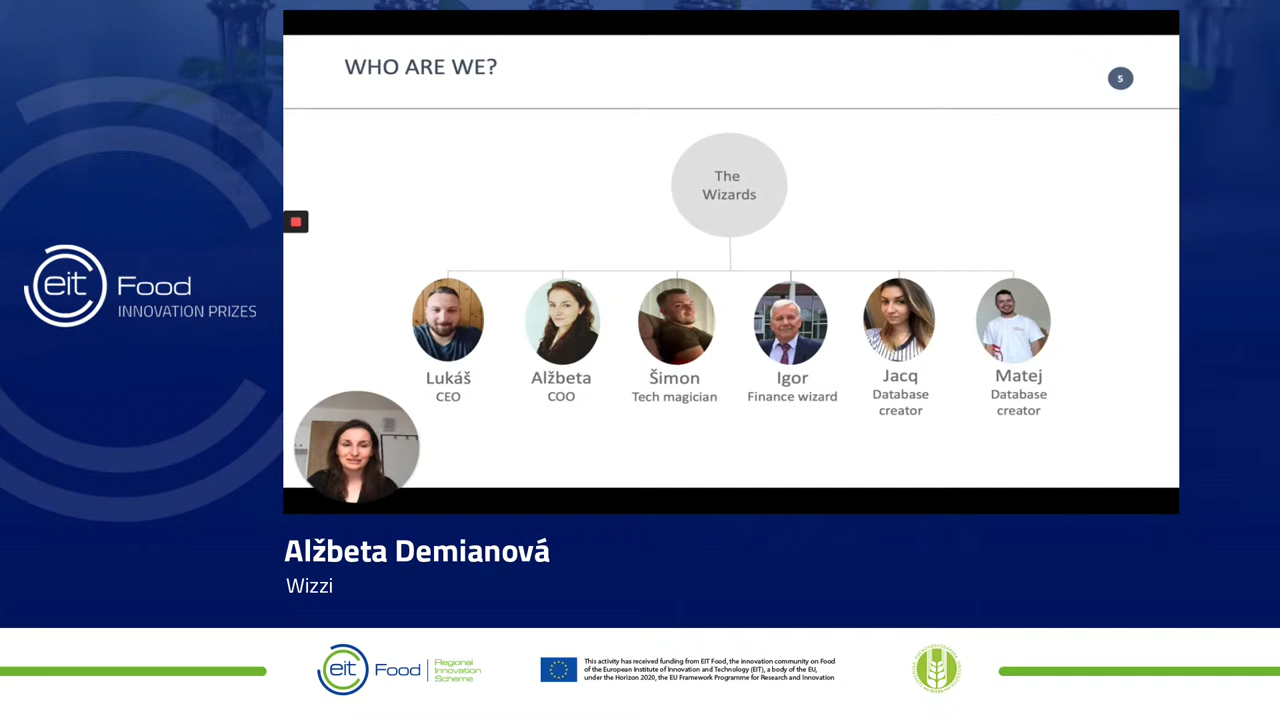 WHO ARE WE?
5
The
Wizards
Lukáš
CEO
Alžbeta
COO
Šimon
Tech magician
Igor
Finance wizard
Jacq
Database
creator
Matej
Database
creator
eit Food
INNOVATION PRIZES
Alžbeta Demianová
Wizzi
eit Food
Regional
Innovation
Scheme
This activity has received funding from EIT Food, the innovation community on Food
of the European Institute of Innovation and Technology (EIT), a body of the EU,
under the Horizon 2020, the EU Framework Programme for Research and Innovation